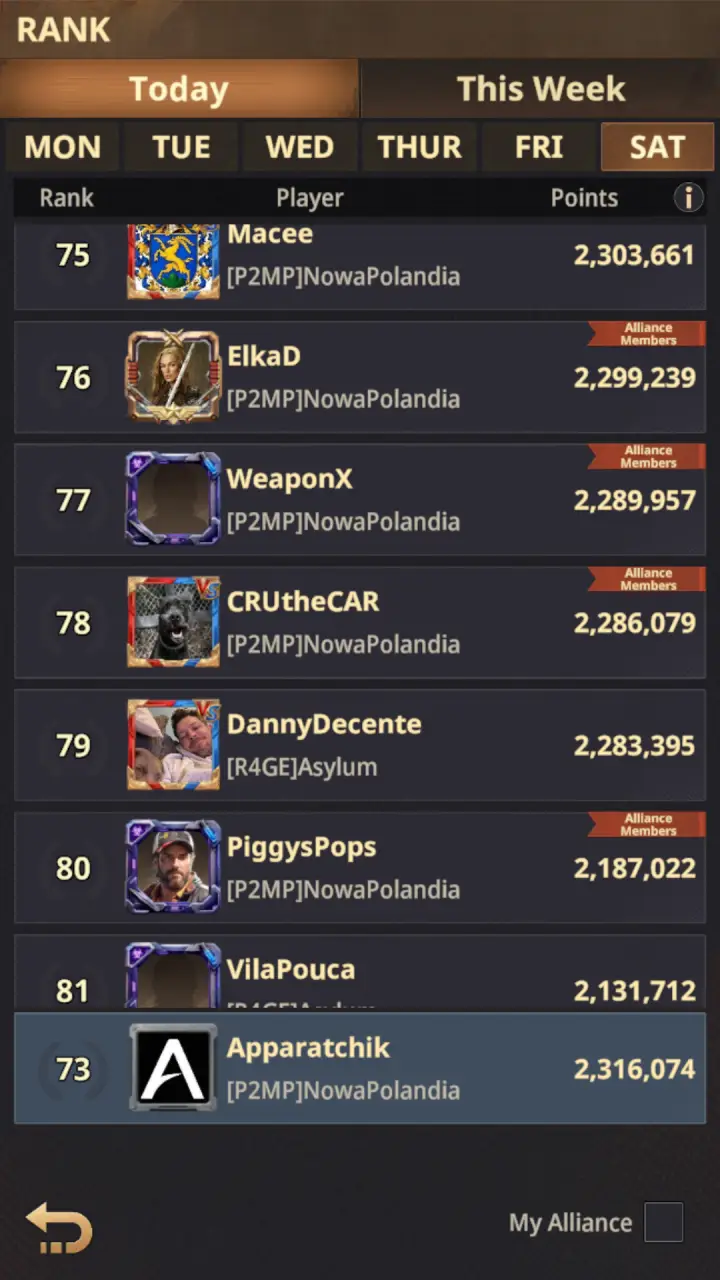 RANK
Today
This Week
MON
TUE
WED
THUR
FRI
SAT
Rank
Player
Points
75
Macee
[P2MP]NowaPolandia
2,303,661
Alliance
Members
76
ElkaD
[P2MP]NowaPolandia
2,299,239
Alliance
Members
77
WeaponX
[P2MP]NowaPolandia
2,289,957
Alliance
Members
78
VS
CRUtheCAR
[P2MP]NowaPolandia
2,286,079
79
VS
DannyDecente
[R4GE]Asylum
2,283,395
Alliance
Members
80
PiggysPops
[P2MP]NowaPolandia
2,187,022
81
VilaPouca
[R4GE]Asylum
2,131,712
73
Apparatchik
[P2MP]NowaPolandia
2,316,074
My Alliance